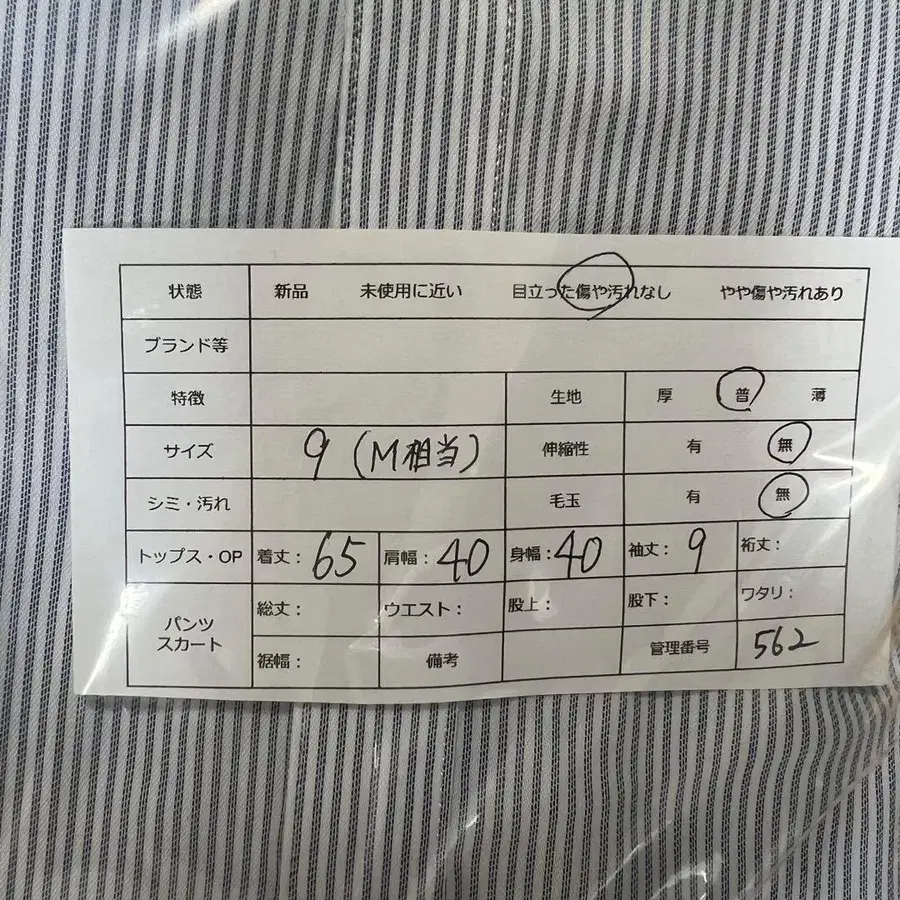 状態 新品 未使用に近い 目立った傷や汚れなし やや傷や汚れあり
ブランド等
特徴 生地 厚 普 薄
サイズ 9 (M相当) 伸縮性 有 無
シミ・汚れ 毛玉 有 無
トップス・OP 着丈: 65 肩幅: 40 身幅: 40 袖丈: 9 裄丈:
パンツ スカート 総丈: ウエスト: 股上: 股下: ワタリ:
裾幅: 備考 管理番号 562